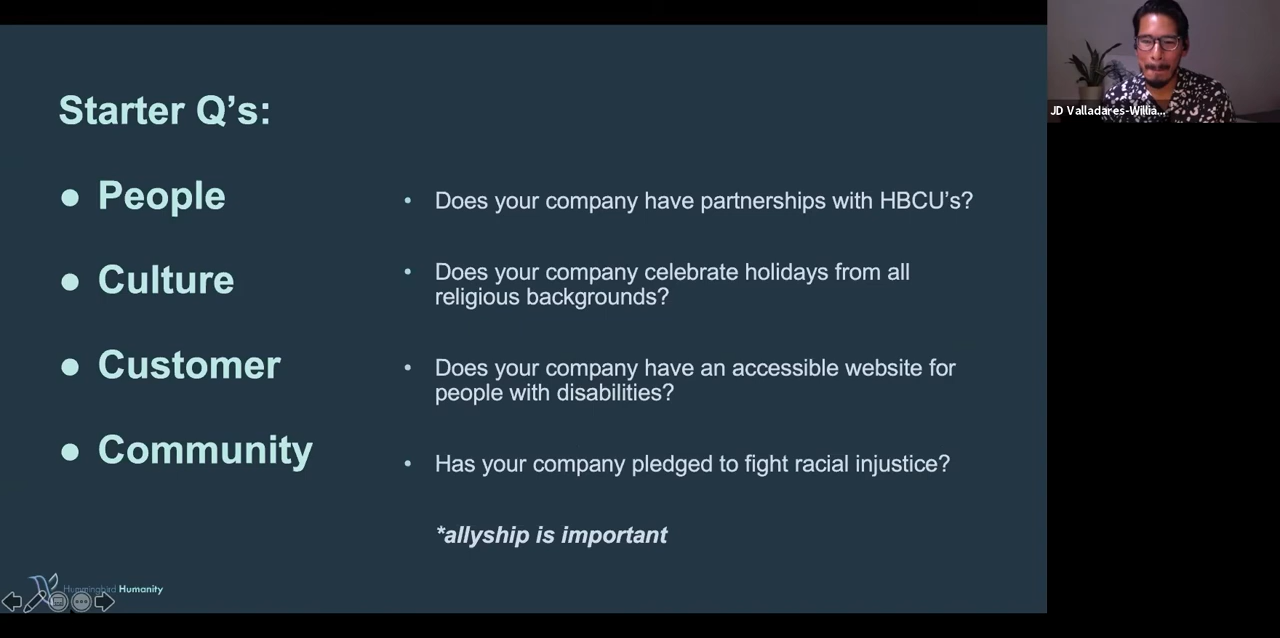 Starter Q's:
● People
● Culture
● Customer
● Community
• Does your company have partnerships with HBCU's?
• Does your company celebrate holidays from all
religious backgrounds?
• Does your company have an accessible website for
people with disabilities?
• Has your company pledged to fight racial injustice?
*allyship is important
Hummingbird Humanity
JD Valladares-Willia...